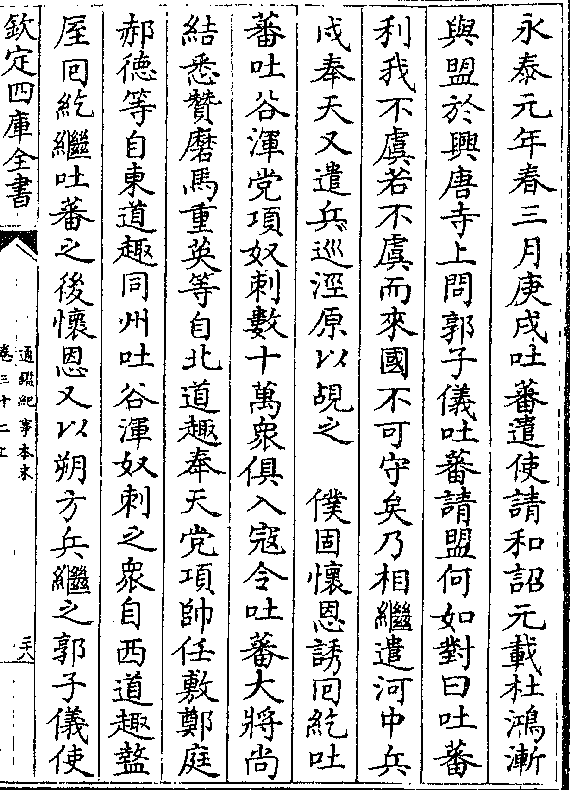 永泰元年春三月庚戌吐蕃遣使請和詔元載杜鴻漸
與盟於興唐寺上問郭子儀吐蕃請盟何如對曰吐蕃
利我不虞若不虞而來國不可守矣乃相繼遣河中兵
戍奉天又遣兵巡涇原以覘之　僕固懷恩誘回紇吐
蕃吐谷渾党項奴刺數十萬衆俱入寇令吐蕃大將尚
結悉贊磨馬重英等自北道趣奉天党項帥任敷鄭庭
郝德等自東道趣同州吐谷渾奴刺之衆自西道趣盩
厔回紇繼吐蕃之後懷恩又以朔方兵繼之郭子儀使
欽定四庫全書
通鑑紀事本末
卷三十二上